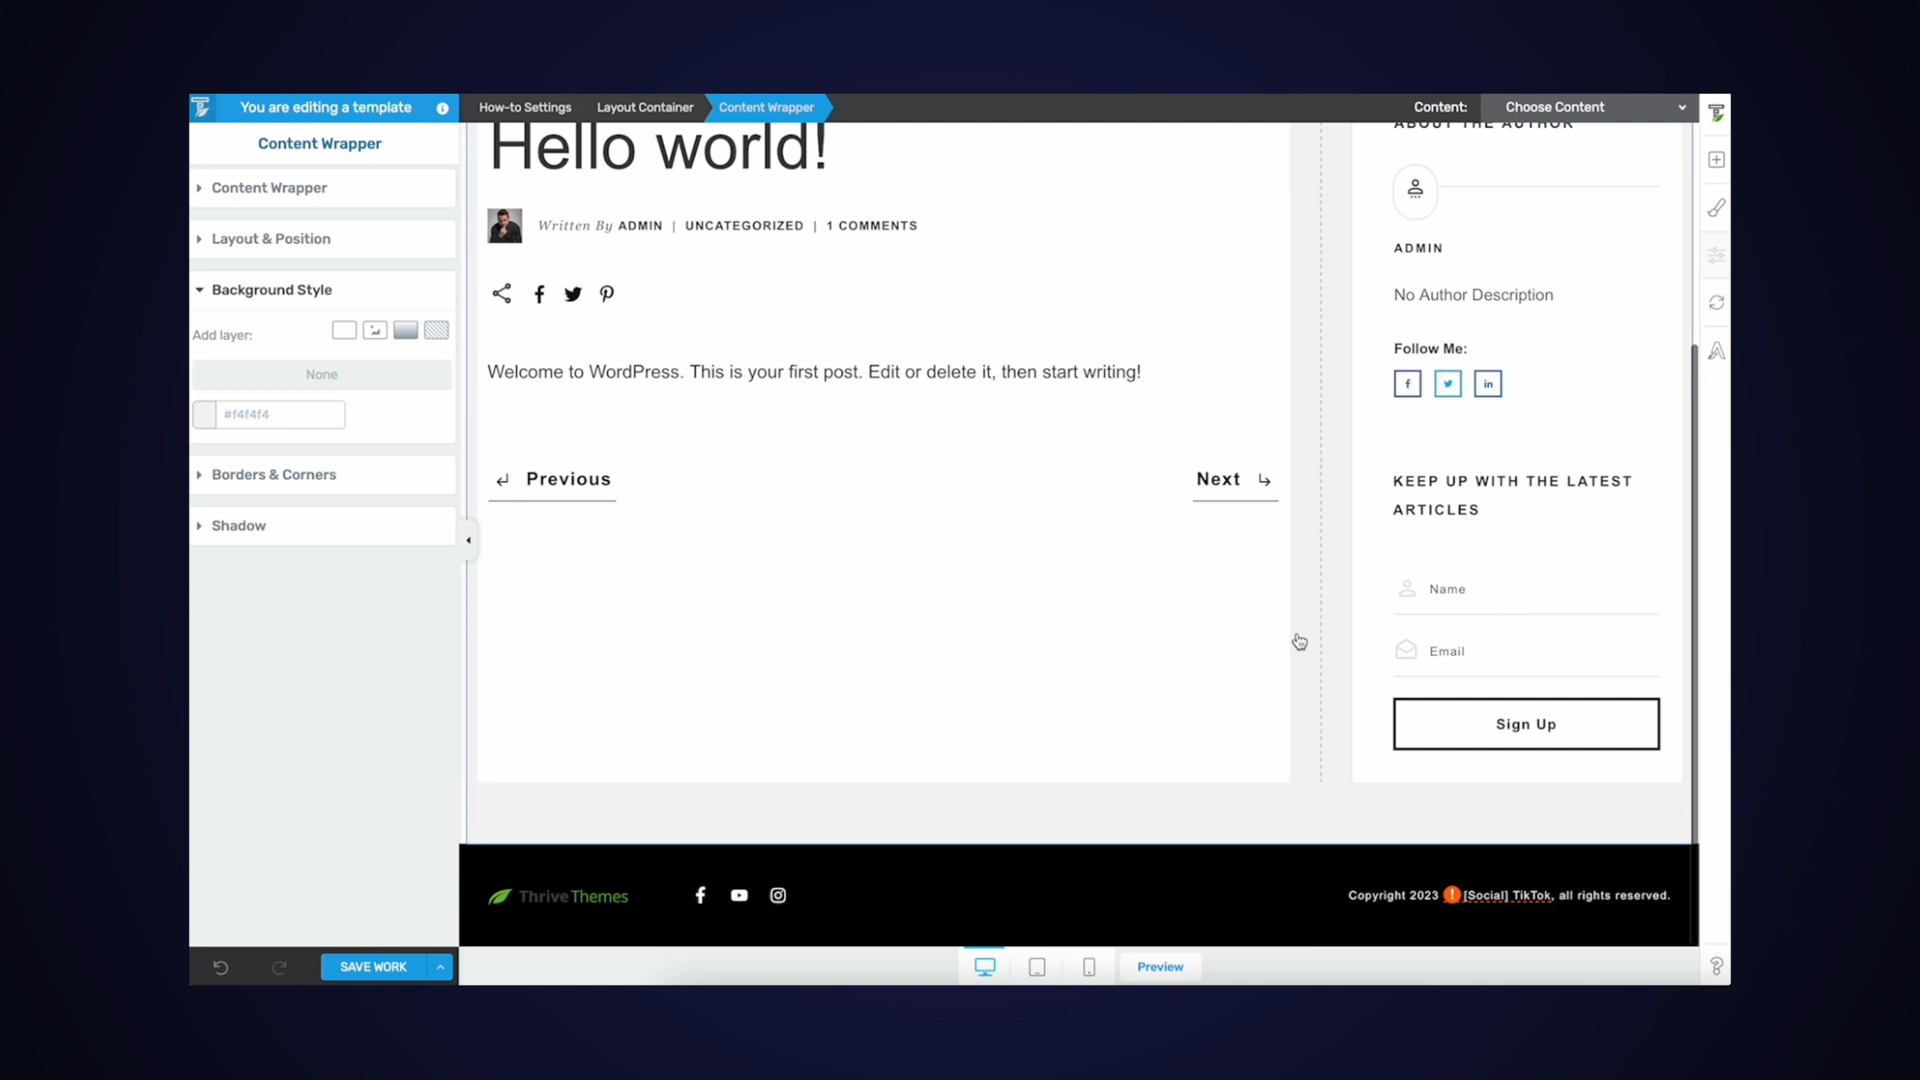 You are editing a template
How-to Settings
Layout Container
Content Wrapper
Content:
Choose Content
Content Wrapper
Content Wrapper
Layout & Position
Background Style
Add layer:
None
#f4f4f4
Borders & Corners
Shadow
Hello world!
Written By ADMIN | UNCATEGORIZED | 1 COMMENTS
Welcome to WordPress. This is your first post. Edit or delete it, then start writing!
Previous
Next
ABOUT THE AUTHOR
ADMIN
No Author Description
Follow Me:
KEEP UP WITH THE LATEST
ARTICLES
Name
Email
Sign Up
ThriveThemes
Copyright 2023 ! [Social] TikTok, all rights reserved.
SAVE WORK
Preview